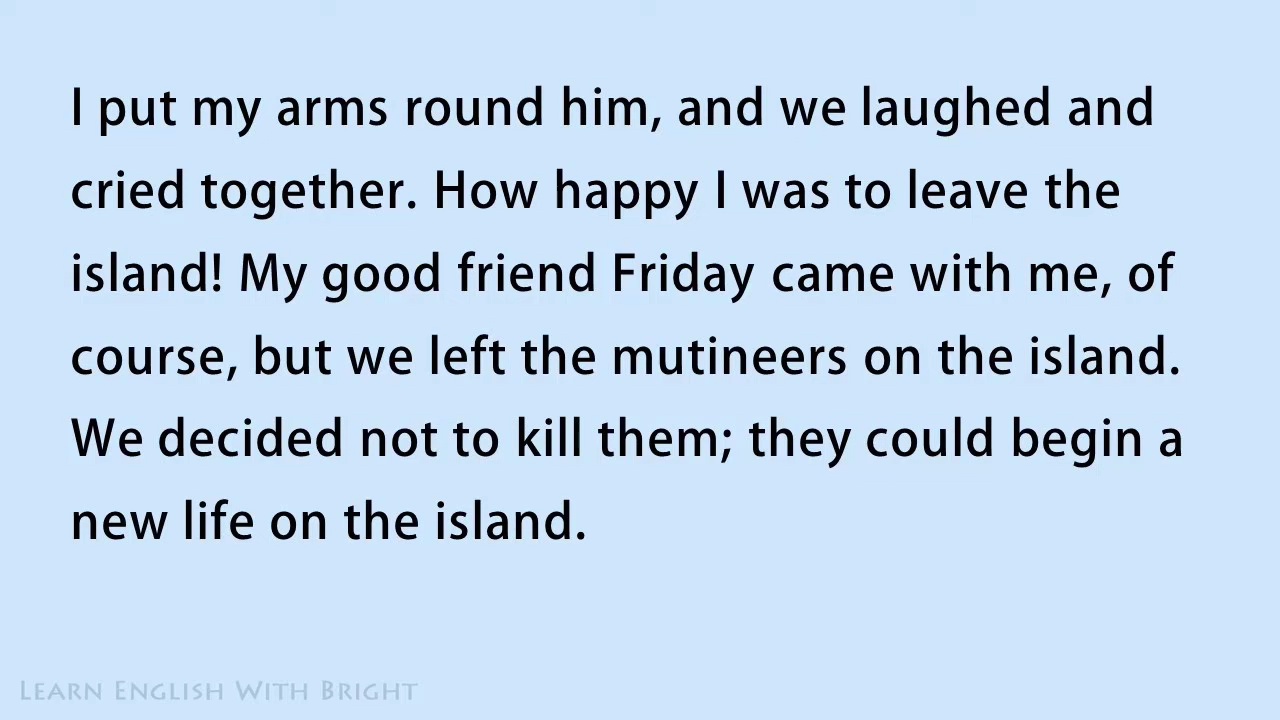 I put my arms round him, and we laughed and
cried together. How happy I was to leave the
island! My good friend Friday came with me, of
course, but we left the mutineers on the island.
We decided not to kill them; they could begin a
new life on the island.
Learn English With Bright